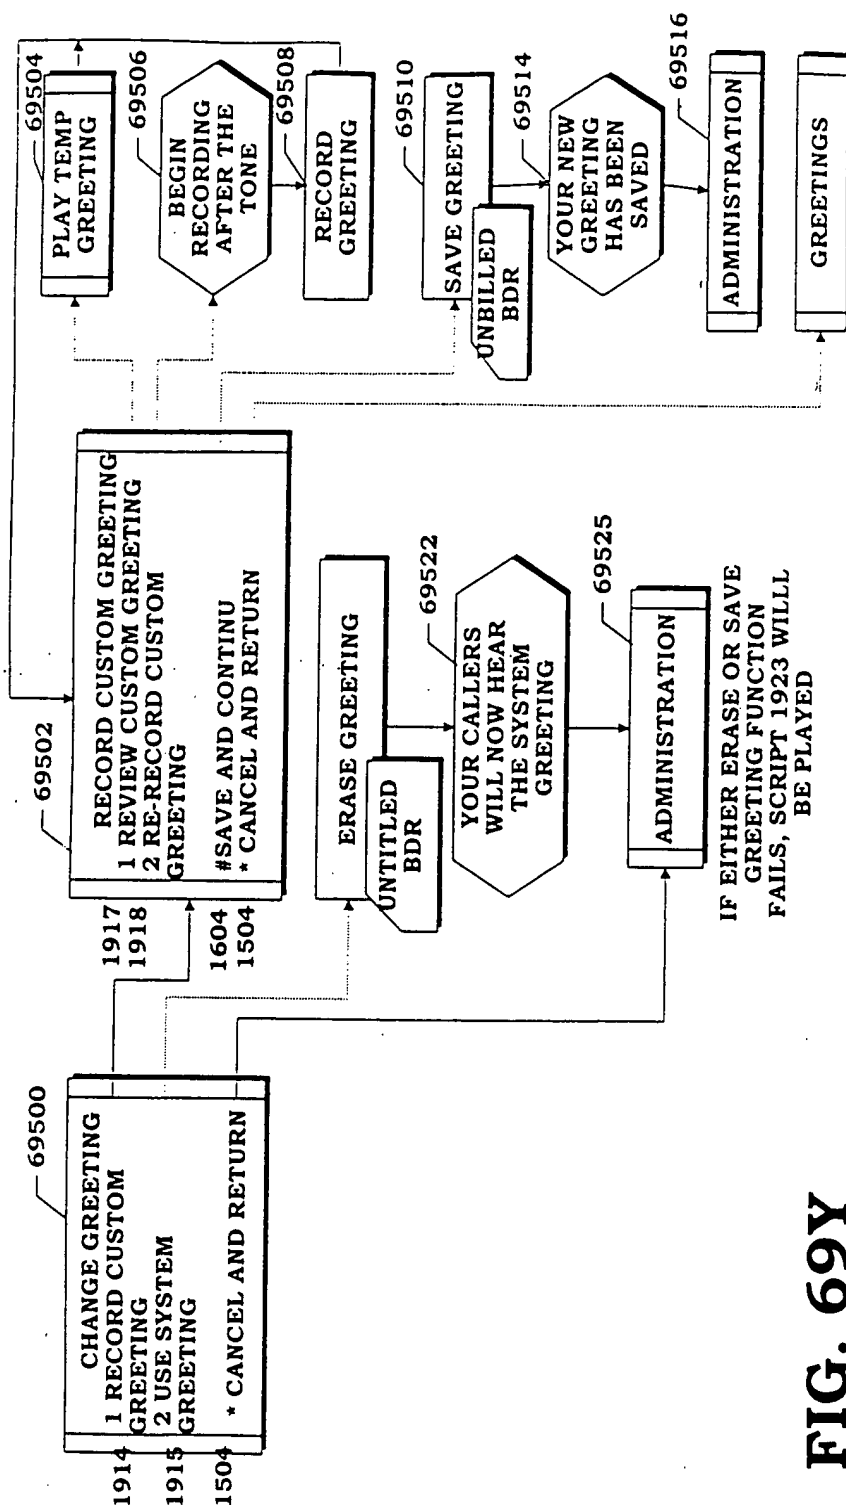 69500
CHANGE GREETING
1914
1 RECORD CUSTOM
GREETING
1915
2 USE SYSTEM
GREETING
1504
* CANCEL AND RETURN
69502
RECORD CUSTOM GREETING
1917
1 REVIEW CUSTOM GREETING
1918
2 RE-RECORD CUSTOM
GREETING
1604
#SAVE AND CONTINU
1504
* CANCEL AND RETURN
69504
PLAY TEMP
GREETING
69506
BEGIN
RECORDING
AFTER THE
TONE
69508
RECORD
GREETING
69510
SAVE GREETING
UNBILLED
BDR
69514
YOUR NEW
GREETING
HAS BEEN
SAVED
69516
ADMINISTRATION
GREETINGS
ERASE GREETING
UNTITLED
BDR
69522
YOUR CALLERS
WILL NOW HEAR
THE SYSTEM
GREETING
69525
ADMINISTRATION
IF EITHER ERASE OR SAVE
GREETING FUNCTION
FAILS, SCRIPT 1923 WILLL
BE PLAYED
FIG. 69Y